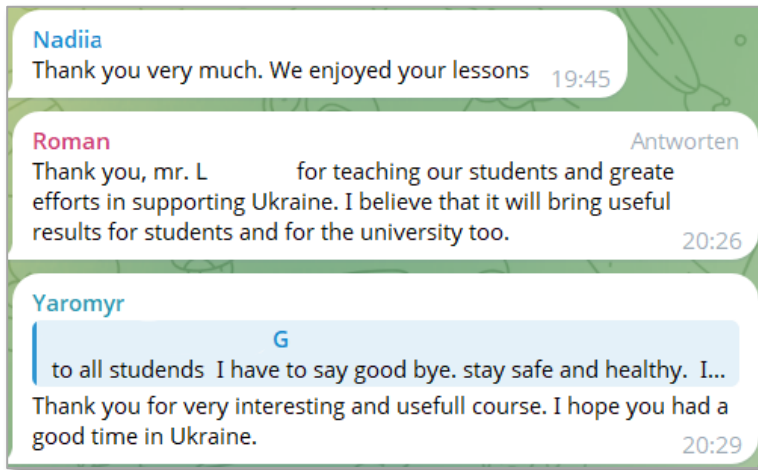 Nadiia
Thank you very much. We enjoyed your lessons 19:45
Roman Antworten
Thank you, mr. L for teaching our students and greate
efforts in supporting Ukraine. I believe that it will bring useful
results for students and for the university too. 20:26
Yaromyr
G
to all studends I have to say good bye. stay safe and healthy. I...
Thank you for very interesting and usefull course. I hope you had a
good time in Ukraine. 20:29